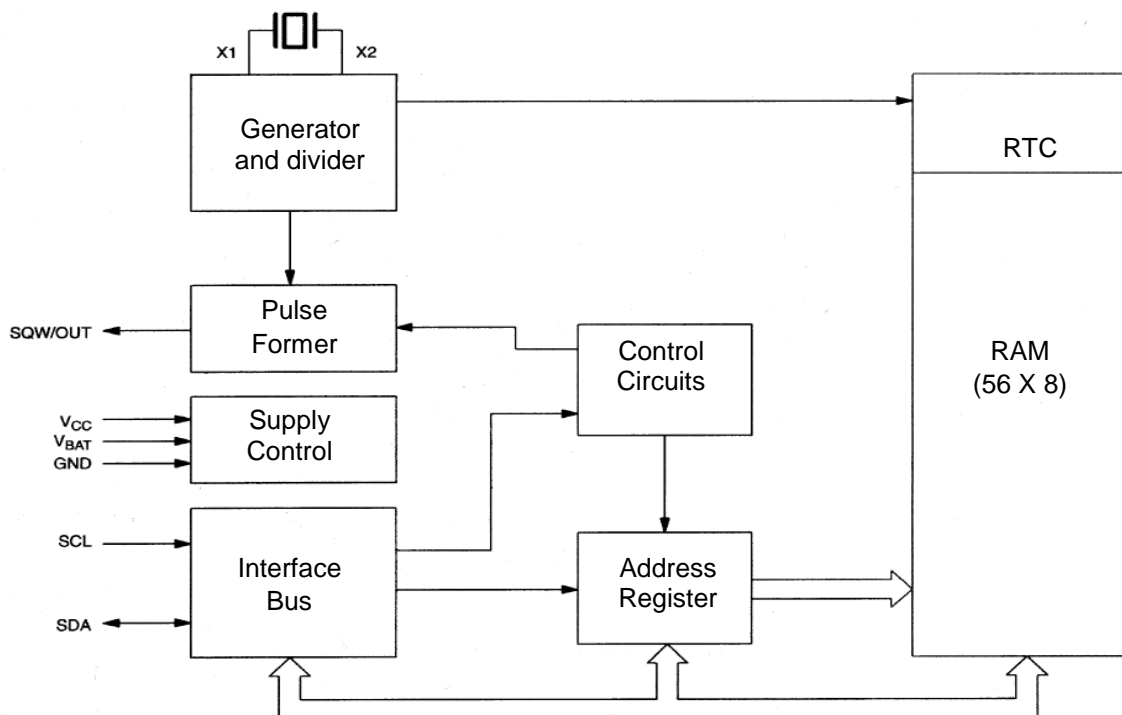 X1
X2
Generator
and divider
RTC
Pulse
Former
SQW/OUT
Control
Circuits
RAM
(56 X 8)
Supply
Control
VCC
VBAT
GND
SCL
Interface
Bus
Address
Register
SDA